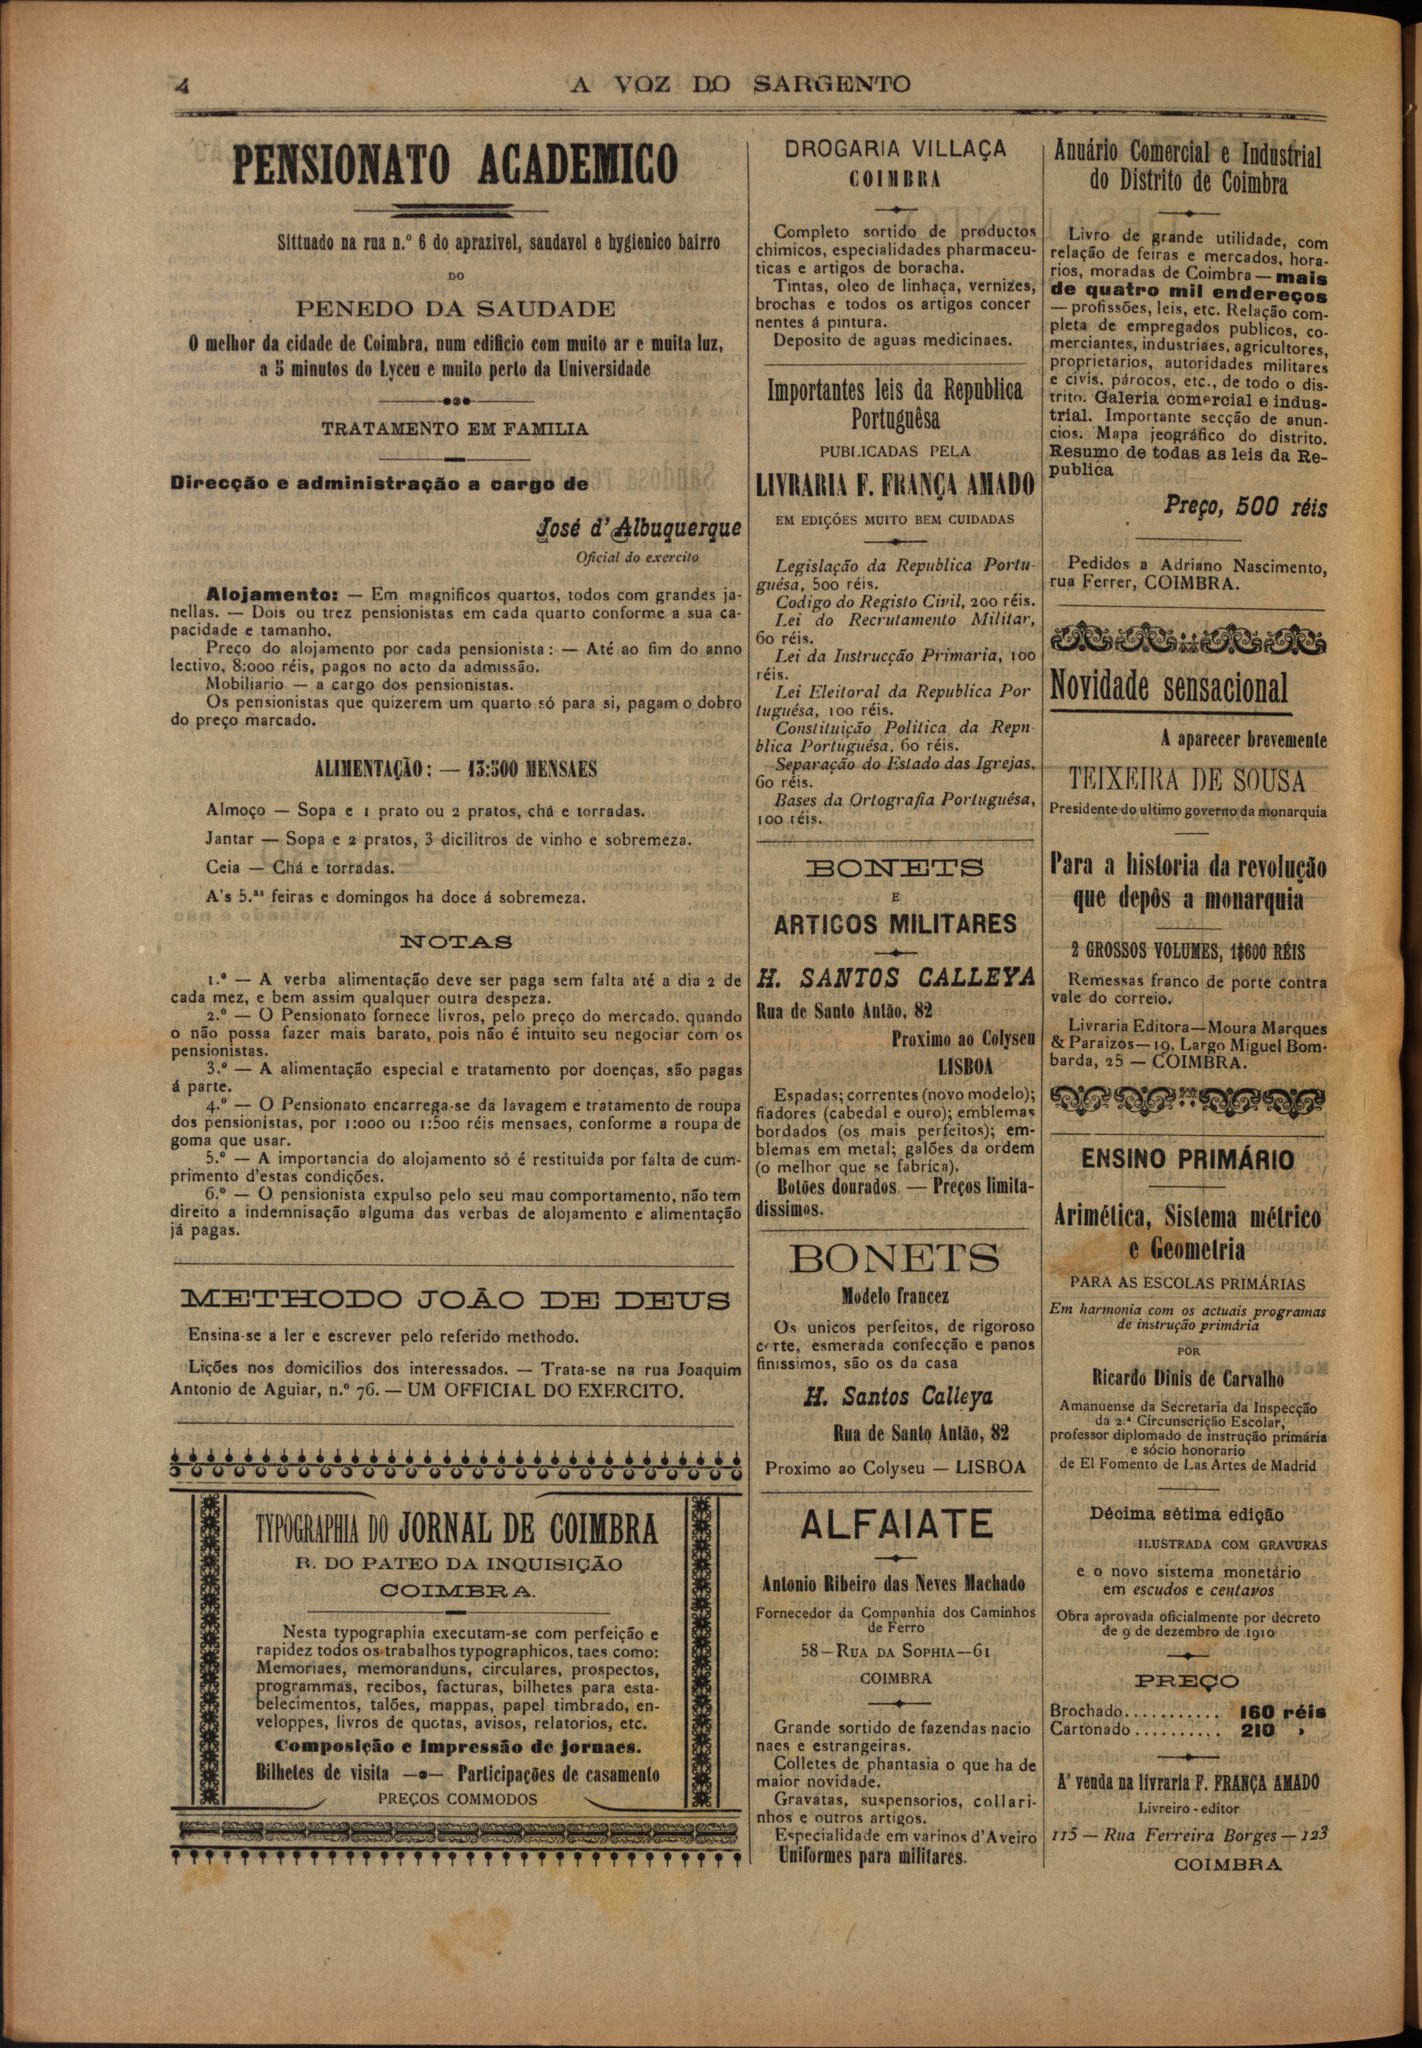 4
A VOZ DO SARGENTO
PENSIONATO ACADEMICO
Sittuado na rua n.º 6 do aprazivel, saudavel e hygienico bairro
DO
PENEDO DA SAUDADE
O melhor da cidade de Coimbra, num edificio com muito ar e muita luz,
a 5 minutos do Lyceu e muito perto da Universidade
TRATAMENTO EM FAMILIA
Direcção e administração a cargo de
José d'Albuquerque
Oficial do exercito
Alojamento: — Em magnificos quartos, todos com grandes ja-
nellas. — Dois ou trez pensionistas em cada quarto conforme a sua ca-
pacidade e tamanho.
Preço do alojamento por cada pensionista: — Até ao fim do anno
lectivo, 8:000 réis, pagos no acto da admissão.
Mobiliario — a cargo dos pensionistas.
Os pensionistas que quizerem um quarto só para si, pagam o dobro
do preço marcado.
ALIMENTAÇÃO: — 13:500 MENSAES
Almoço — Sopa e 1 prato ou 2 pratos, chá e torradas.
Jantar — Sopa e 2 pratos, 3 dicilitros de vinho e sobremeza.
Ceia — Chá e torradas.
A's 5.as feiras e domingos ha doce á sobremeza.
NOTAS
1.º — A verba alimentação deve ser paga sem falta até a dia 2 de
cada mez, e bem assim qualquer outra despeza.
2.º — O Pensionato fornece livros, pelo preço do mercado, quando
o não possa fazer mais barato, pois não é intuito seu negociar com os
pensionistas.
3.º — A alimentação especial e tratamento por doenças, são pagas
á parte.
4.º — O Pensionato encarrega-se da lavagem e tratamento de roupa
dos pensionistas, por 1:000 ou 1:500 réis mensaes, conforme a roupa de
goma que usar.
5.º — A importancia do alojamento só é restituida por falta de cum-
primento d'estas condições.
6.º — O pensionista expulso pelo seu mau comportamento, não tem
direito a indemnisação alguma das verbas de alojamento e alimentação
já pagas.
METHODO JOÃO DE DEUS
Ensina-se a ler e escrever pelo referido methodo.
Lições nos domicilios dos interessados. — Trata-se na rua Joaquim
Antonio de Aguiar, n.º 76. — UM OFFICIAL DO EXERCITO.
TYPOGRAPHIA DO JORNAL DE COIMBRA
R. DO PATEO DA INQUISIÇÃO
COIMBRA.
Nesta typographia executam-se com perfeição e
rapidez todos os trabalhos typographicos, taes como:
Memoriaes, memoranduns, circulares, prospectos,
programmas, recibos, facturas, bilhetes para esta-
belecimentos, talões, mappas, papel timbrado, en-
veloppes, livros de quotas, avisos, relatorios, etc.
Composição e impressão de jornaes.
Bilhetes de visita — Participações de casamento
PREÇOS COMMODOS
DROGARIA VILLAÇA
COIMBRA
Completo sortido de productos
chimicos, especialidades pharmaceu-
ticas e artigos de boracha.
Tintas, oleo de linhaça, vernizes,
brochas e todos os artigos concer
nentes á pintura.
Deposito de aguas medicinaes.
Importantes leis da Republica
Portuguêsa
PUBLICADAS PELA
LIVRARIA F. FRANÇA AMADO
EM EDIÇÕES MUITO BEM CUIDADAS
Legislação da Republica Portu-
guésa, 500 réis.
Codigo do Registo Civil, 200 réis.
Lei do Recrutamento Militar,
60 réis.
Lei da Instrucção Primaria, 100
réis.
Lei Eleitoral da Republica Por
tuguésa, 100 réis.
Constituição Politica da Repu-
blica Portuguésa, 60 réis.
Separação do Estado das Igrejas,
60 réis.
Bases da Ortografia Portuguêsa,
100 réis.
BONETS
E
ARTIGOS MILITARES
H. SANTOS CALLEYA
Rua de Santo Antão, 82
Proximo ao Colyseu
LISBOA
Espadas; correntes (novo modelo);
fiadores (cabedal e ouro); emblemas
bordados (os mais perfeitos); em-
blemas em metal; galões da ordem
(o melhor que se fabrica).
Botões dourados. — Preços limita-
dissimos.
BONETS
Modelo francez
Os unicos perfeitos, de rigoroso
corte, esmerada confecção e panos
finissimos, são os da casa
H. Santos Calleya
Rua de Santo Antão, 82
Proximo ao Colyseu — LISBOA
ALFAIATE
Antonio Ribeiro das Neves Machado
Fornecedor da Companhia dos Caminhos
de Ferro
58 — RUA DA SOPHIA — 61
COIMBRA
Grande sortido de fazendas nacio
naes e estrangeiras.
Colletes de phantasia o que ha de
maior novidade.
Gravatas, suspensorios, collari-
nhos e outros artigos.
Especialidade em varinos d'Aveiro
Uniformes para militares.
Anuário Comercial e Industrial
do Distrito de Coimbra
Livro de grande utilidade, com
relação de feiras e mercados, hora-
rios, moradas de Coimbra — mais
de quatro mil endereços
— profissões, leis, etc. Relação com-
pleta de empregados publicos, co-
merciantes, industriaes, agricultores,
proprietarios, autoridades militares
e civis, párocos, etc., de todo o dis-
trito. Galeria comercial e indus-
trial. Importante secção de anun-
cios. Mapa jeográfico do distrito.
Resumo de todas as leis da Re-
publica
Preço, 500 réis
Pedidos a Adriano Nascimento,
rua Ferrer, COIMBRA.
Novidade sensacional
A aparecer brevemente
TEIXEIRA DE SOUSA
Presidente do ultimo governo da monarquia
Para a historia da revolução
que depôs a monarquia
2 GROSSOS VOLUMES, 1$600 RÉIS
Remessas franco de porte contra
vale do correio.
Livraria Editora—Moura Marques
& Paraizos—19, Largo Miguel Bom-
barda, 25 — COIMBRA.
ENSINO PRIMÁRIO
Arimética, Sistema métrico
e Geometria
PARA AS ESCOLAS PRIMÁRIAS
Em harmonia com os actuais programas
de instrução primária
POR
Ricardo Dinis de Carvalho
Amanuense da Secretaria da Inspecção
da 2.ª Circunscrição Escolar,
professor diplomado de instrução primária
e sócio honorario
de El Fomento de Las Artes de Madrid
Décima sétima edição
ILUSTRADA COM GRAVURAS
e o novo sistema monetário
em escudos e centavos
Obra aprovada oficialmente por decreto
de 9 de dezembro de 1910
PREÇO
Brochado........... 160 réis
Cartonado.......... 210 »
A' venda na livraria F. FRANÇA AMADO
Livreiro-editor
115 — Rua Ferreira Borges — 123
COIMBRA